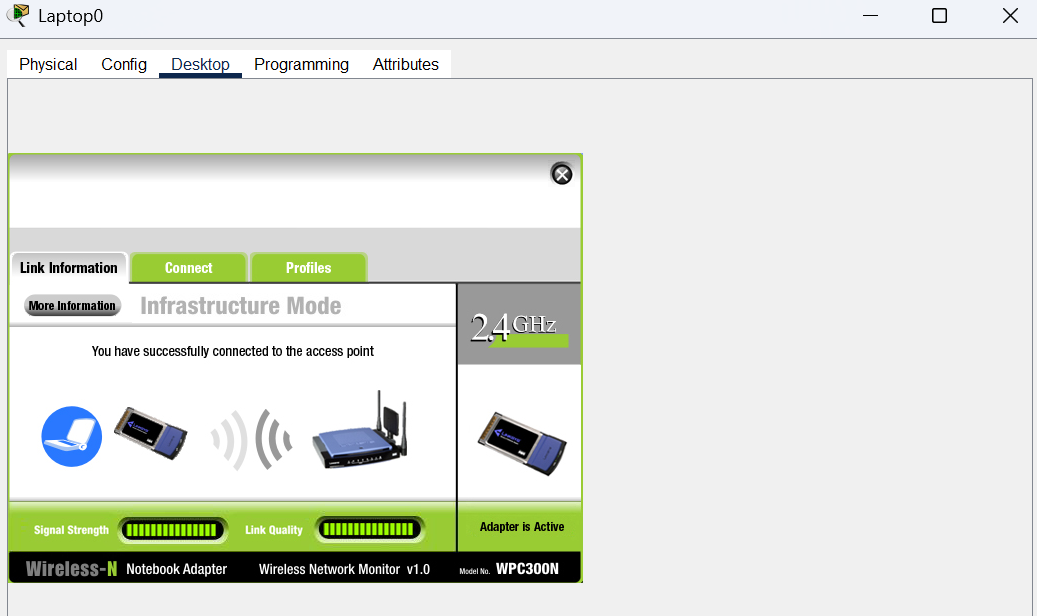 Laptop0
Physical Config Desktop Programming Attributes
Link Information Connect Profiles
More Information Infrastructure Mode
2.4GHz
You have successfully connected to the access point
Signal Strength Link Quality Adapter is Active
Wireless-N Notebook Adapter Wireless Network Monitor v1.0 Model No. WPC300N